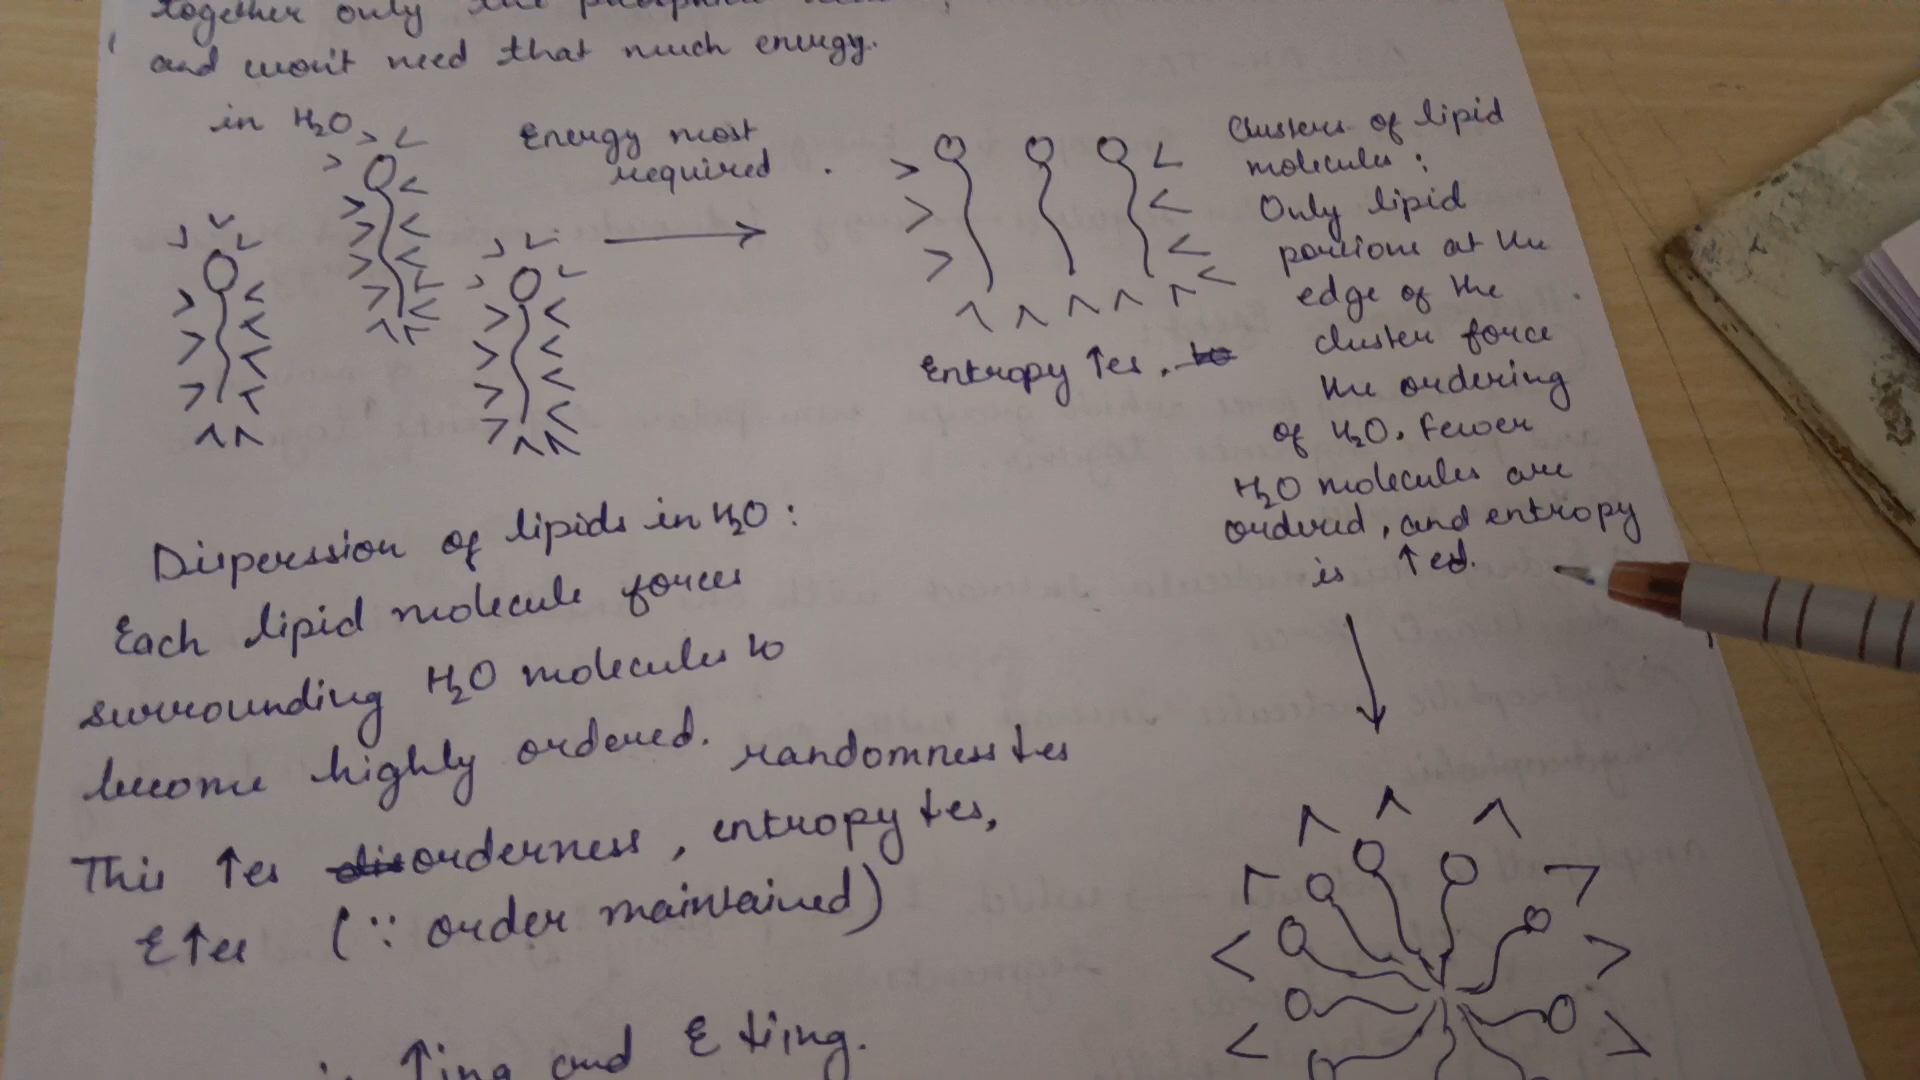 together only the
and won't need that much energy.
in H₂O
Energy most
required .
Entropy ↑es .
Clusters of lipid
molecules :
Only lipid
portions at the
edge of the
cluster force
the ordering
of H₂O. Fewer
H₂O molecules are
ordered, and entropy
is ↑ed.
Disperssion of lipids in H₂O :
Each lipid molecule forces
surrounding H₂O molecules to
become highly ordered.
randomness ↓es
This ↑es orderness, entropy ↓es,
E↑es (∵ order maintained)
↑ing and E ↓ing.